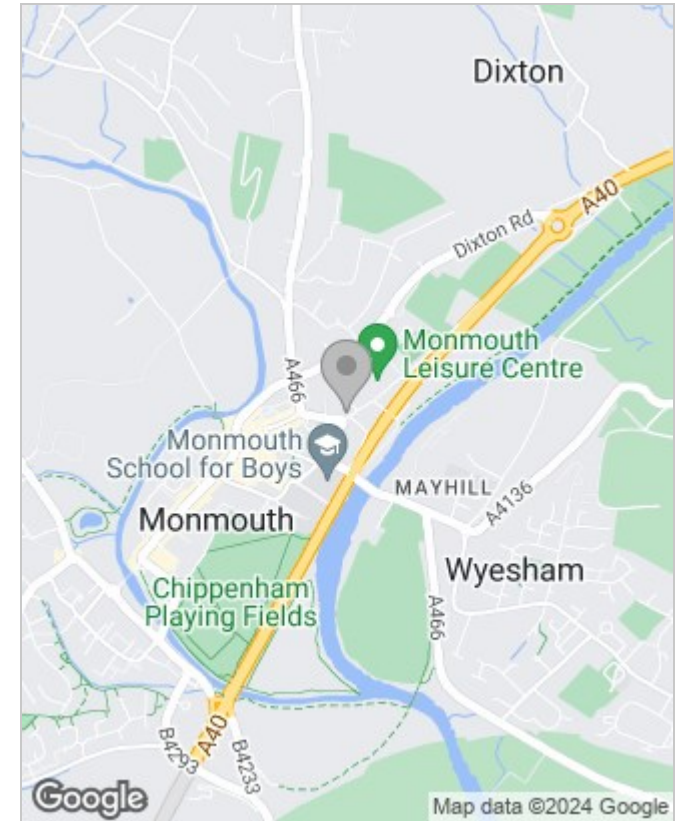 Dixton
A40
Dixton Rd
Monmouth
Leisure Centre
A466
Monmouth
School for Boys
MAYHILL
A4136
Monmouth
Wyesham
Chippenham
Playing Fields
A466
A40
B4293
B4233
Google
Map data ©2024 Google